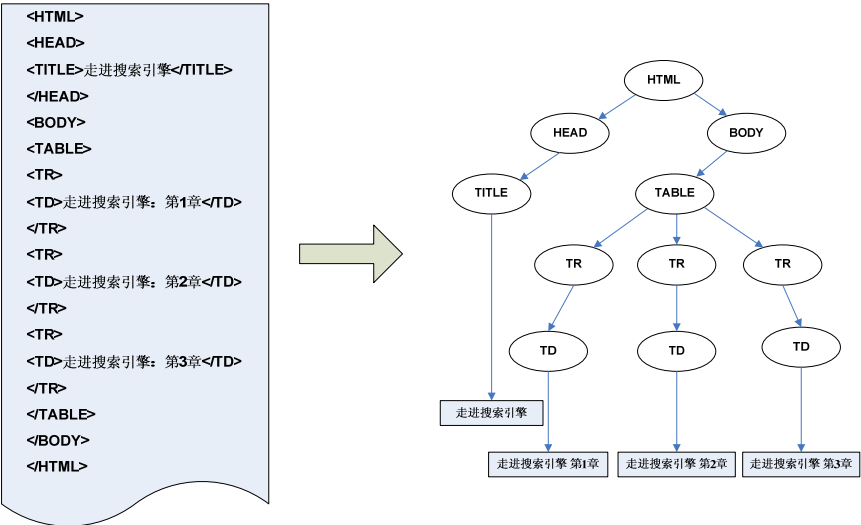 <HTML>
<HEAD>
<TITLE>走进搜索引擎</TITLE>
</HEAD>
<BODY>
<TABLE>
<TR>
<TD>走进搜索引擎：第1章</TD>
</TR>
<TR>
<TD>走进搜索引擎：第2章</TD>
</TR>
<TR>
<TD>走进搜索引擎：第3章</TD>
</TR>
</TABLE>
</BODY>
</HTML>
HTML
HEAD
BODY
TITLE
TABLE
TR
TR
TR
TD
TD
TD
走进搜索引擎
走进搜索引擎 第1章
走进搜索引擎 第2章
走进搜索引擎 第3章